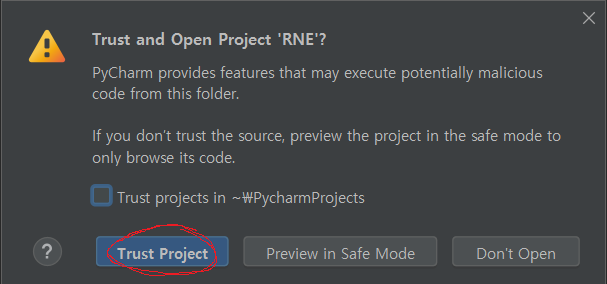 Trust and Open Project 'RNE'?
PyCharm provides features that may execute potentially malicious
code from this folder.
If you don't trust the source, preview the project in the safe mode to
only browse its code.
Trust projects in ~₩PycharmProjects
?
Trust Project
Preview in Safe Mode
Don't Open